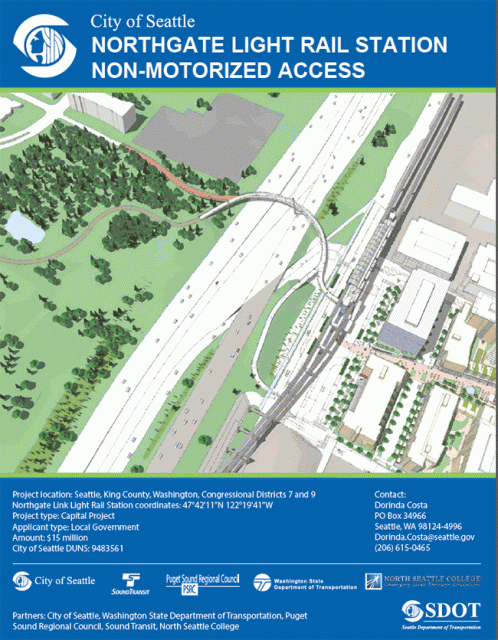 City of Seattle
NORTHGATE LIGHT RAIL STATION
NON-MOTORIZED ACCESS
Project location: Seattle, King County, Washington, Congressional Districts 7 and 9
Northgate Link Light Rail Station coordinates: 47°42'11"N 122°19'41"W
Project type: Capital Project
Applicant type: Local Government
Amount: $15 million
City of Seattle DUNS: 9483561
Contact:
Dorinda Costa
PO Box 34966
Seattle, WA 98124-4996
Dorinda.Costa@seattle.gov
(206) 615-0465
City of Seattle
SOUNDTRANSIT
Puget Sound Regional Council
PSRC
Washington State
Department of Transportation
NORTH SEATTLE COLLEGE
Changing Lives Through Education
Partners: City of Seattle, Washington State Department of Transportation, Puget
Sound Regional Council, Sound Transit, North Seattle College
SDOT
Seattle Department of Transportation